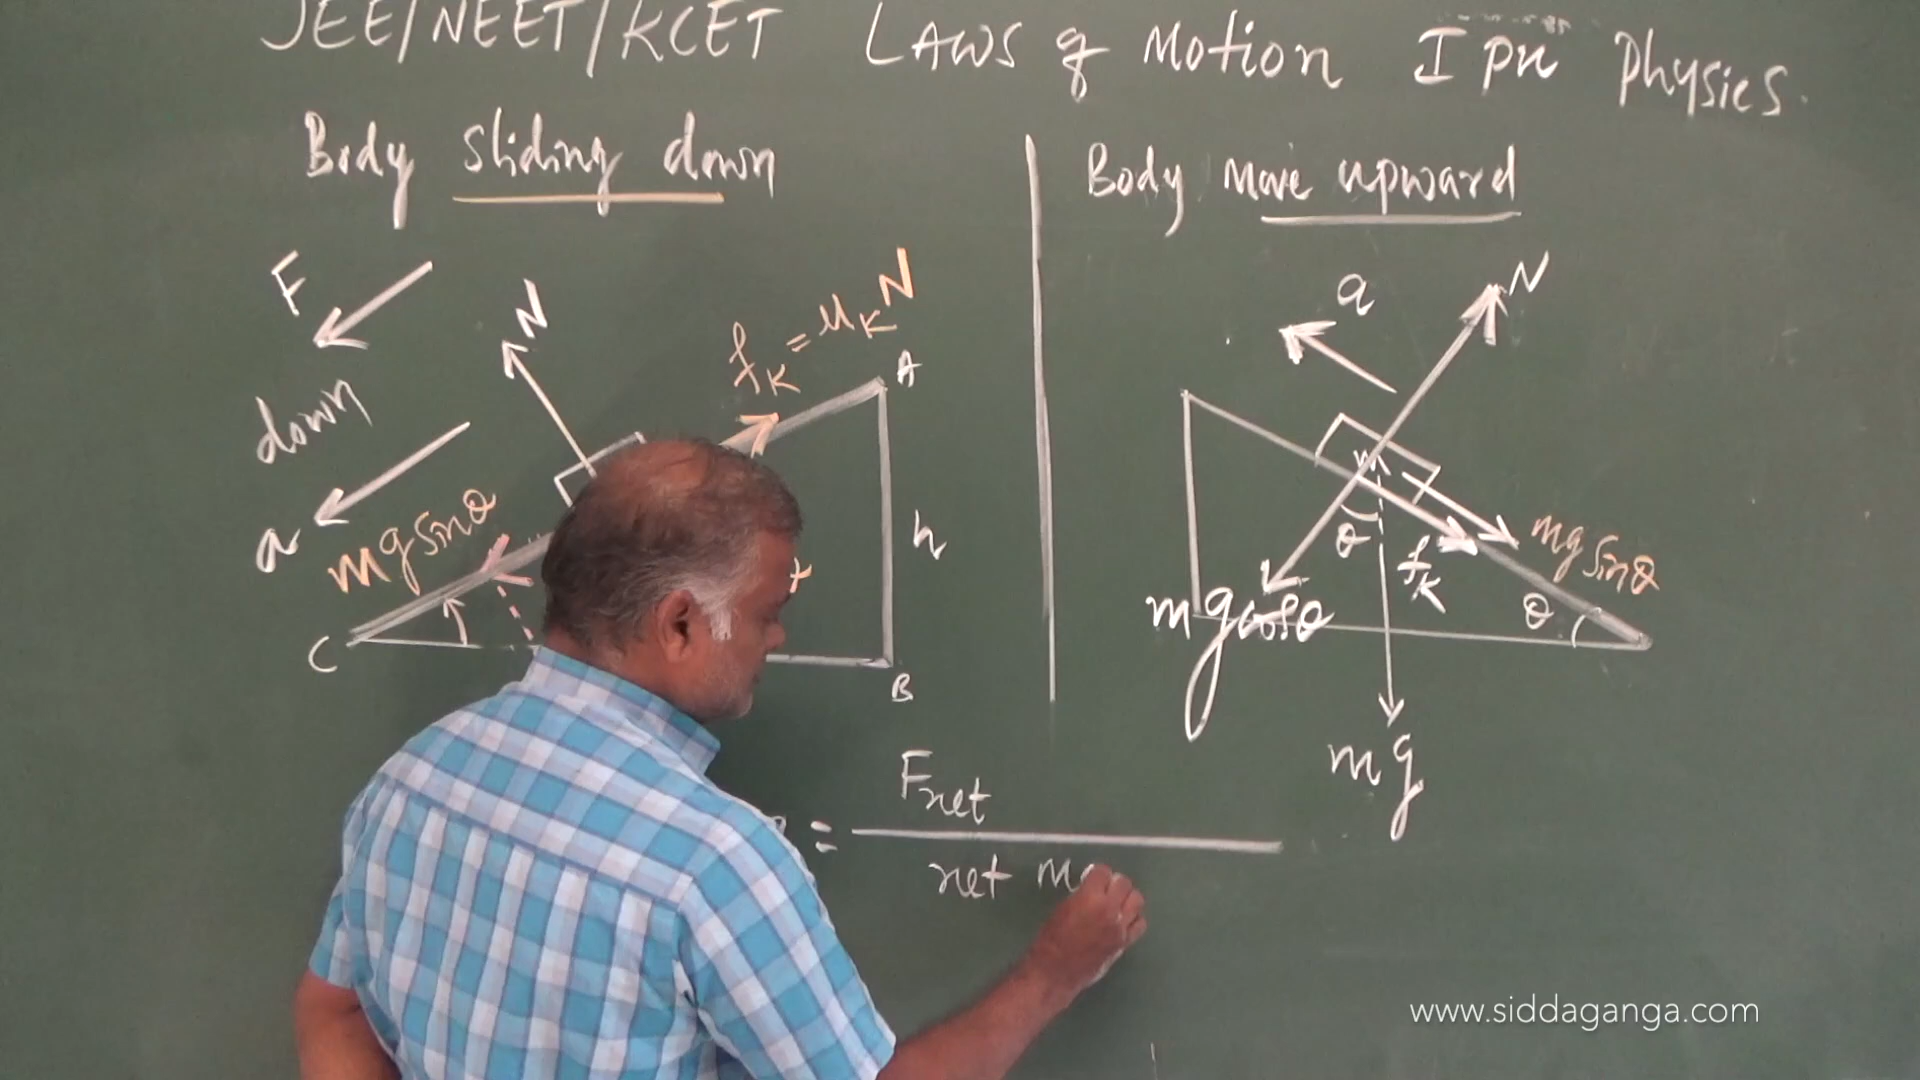 JEE/NEET/KCET LAWS of Motion I PU Physics.
Body sliding down
Body Move upward
F
N
fK = μK N
A
a
N
down
a
mg sinθ
h
C
B
m
θ
fK
mg sinθ
θ
mg cosθ
mg
Fnet
=
net
www.siddaganga.com